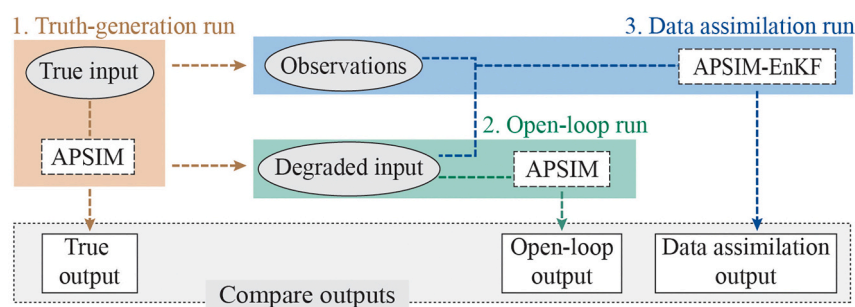 1. Truth-generation run
3. Data assimilation run
True input
Observations
APSIM-EnKF
2. Open-loop run
APSIM
Degraded input
APSIM
True
output
Open-loop
output
Data assimilation
output
Compare outputs